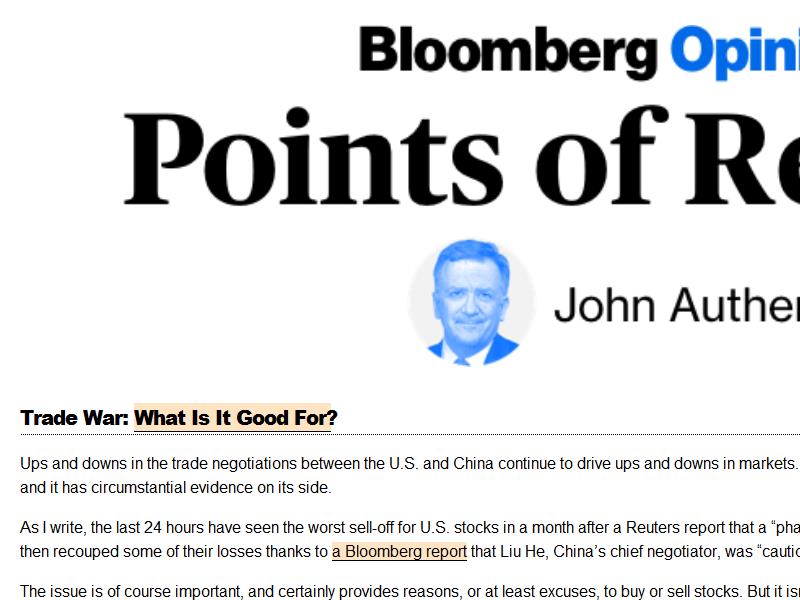 Bloomberg Opini
Points of Re
John Auther
Trade War: What Is It Good For?
Ups and downs in the trade negotiations between the U.S. and China continue to drive ups and downs in markets.
and it has circumstantial evidence on its side.
As I write, the last 24 hours have seen the worst sell-off for U.S. stocks in a month after a Reuters report that a “pha
then recouped some of their losses thanks to a Bloomberg report that Liu He, China’s chief negotiator, was “cautio
The issue is of course important, and certainly provides reasons, or at least excuses, to buy or sell stocks. But it isn